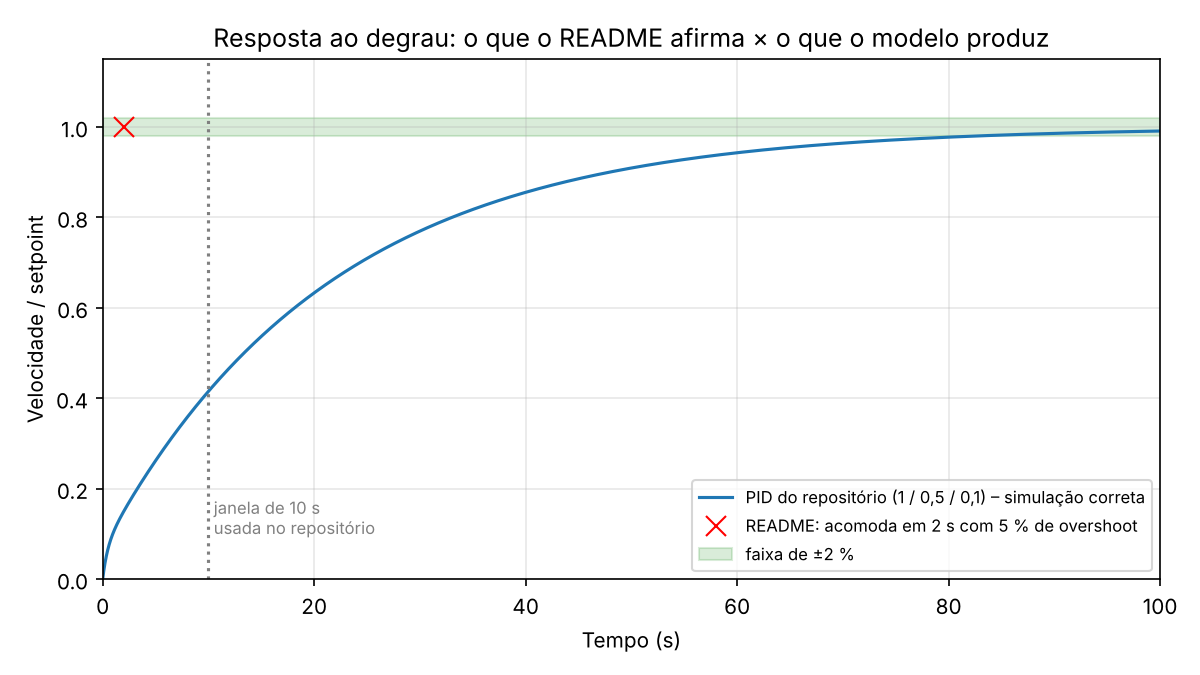 Resposta ao degrau: o que o README afirma × o que o modelo produz
Velocidade / setpoint
1.0
0.8
0.6
0.4
0.2
0.0
janela de 10 s
usada no repositório
PID do repositório (1 / 0,5 / 0,1) – simulação correta
README: acomoda em 2 s com 5 % de overshoot
faixa de ±2 %
0 20 40 60 80 100
Tempo (s)